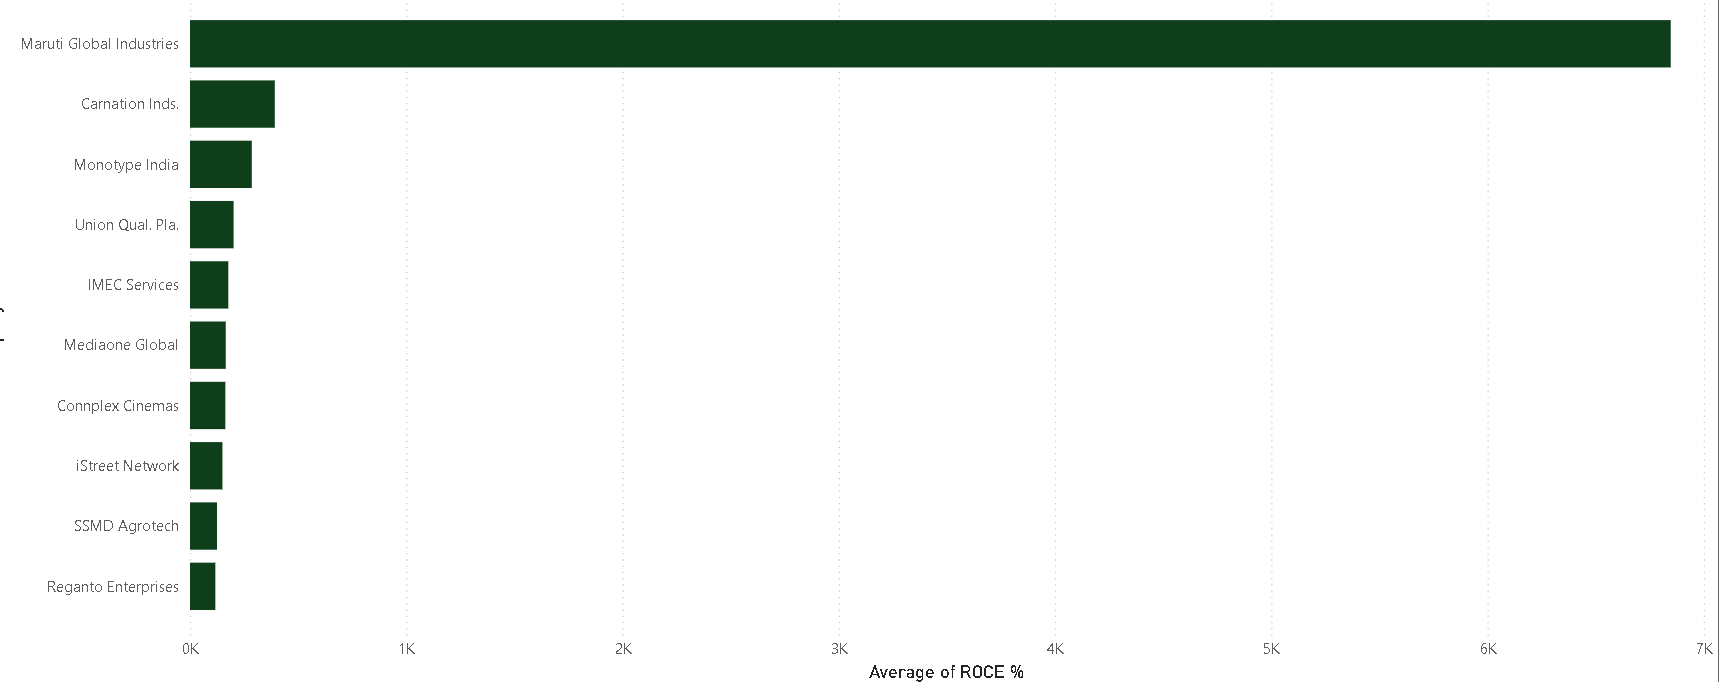 Maruti Global Industries
Carnation Inds.
Monotype India
Union Qual. Pla.
IMEC Services
Mediaone Global
Connplex Cinemas
iStreet Network
SSMD Agrotech
Reganto Enterprises
0K 1K 2K 3K 4K 5K 6K 7K
Average of ROCE %